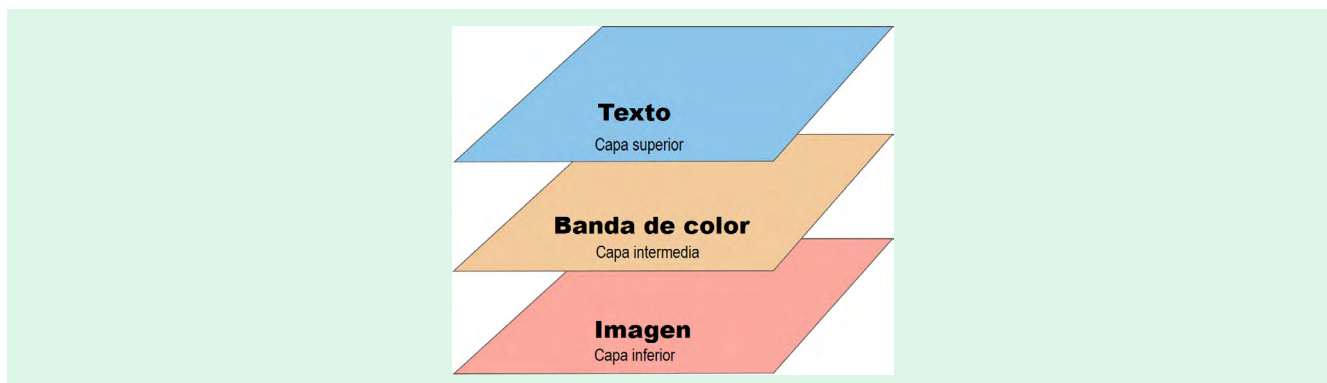 Texto
Capa superior
Banda de color
Capa intermedia
Imagen
Capa inferior